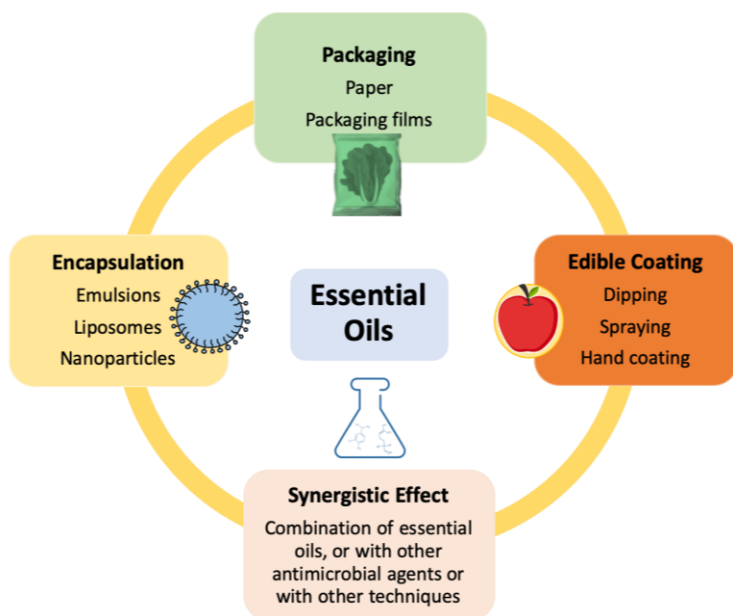 Packaging
Paper
Packaging films
Encapsulation
Emulsions
Liposomes
Nanoparticles
Essential
Oils
Edible Coating
Dipping
Spraying
Hand coating
Synergistic Effect
Combination of essential
oils, or with other
antimicrobial agents or
with other techniques